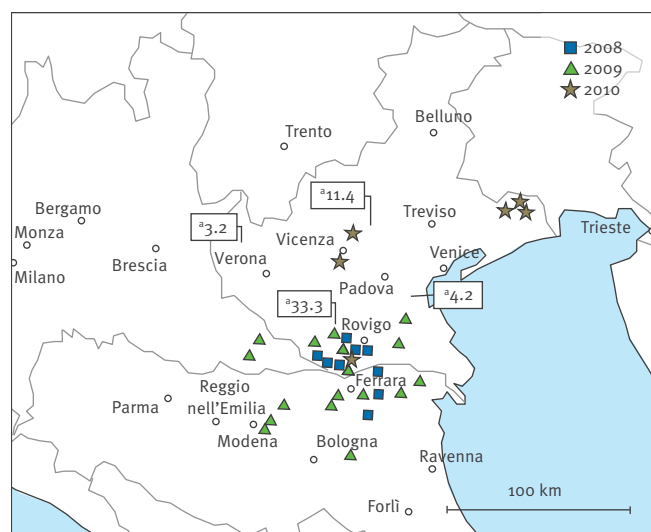 2008
2009
2010
Belluno
Trento
ᵃ11.4
Bergamo
ᵃ3.2
Treviso
Monza
Vicenza
Trieste
Brescia
Verona
Venice
Milano
Padova
ᵃ4.2
ᵃ33.3
Rovigo
Reggio
nell'Emilia
Ferrara
Parma
Modena
Bologna
Ravenna
100 km
Forlì